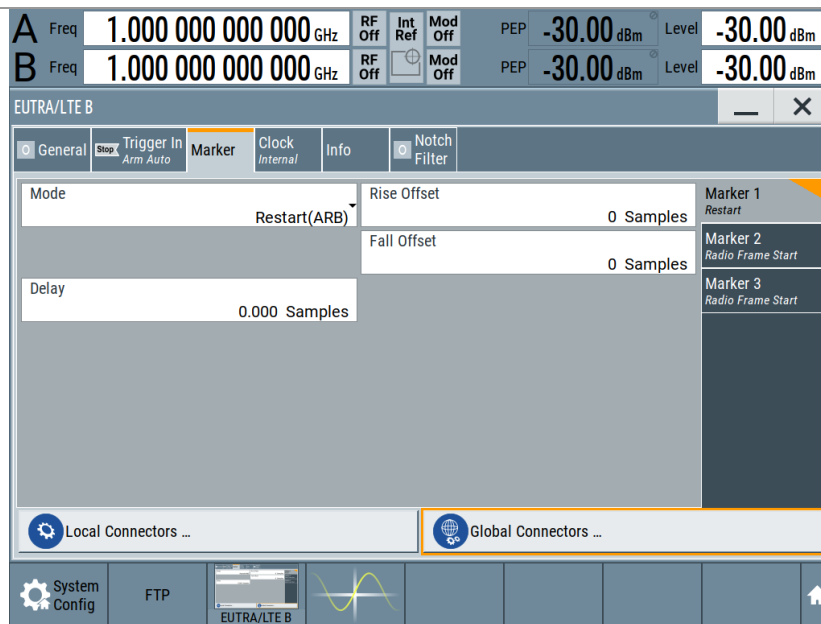 A Freq 1.000 000 000 000 GHz RF Off Int Ref Mod Off PEP -30.00 dBm Level -30.00 dBm
B Freq 1.000 000 000 000 GHz RF Off Mod Off PEP -30.00 dBm Level -30.00 dBm
EUTRA/LTE B
General Stop Trigger In Arm Auto Marker Clock Internal Info Notch Filter
Mode
Restart(ARB)
Rise Offset
0 Samples
Fall Offset
0 Samples
Delay
0.000 Samples
Marker 1
Restart
Marker 2
Radio Frame Start
Marker 3
Radio Frame Start
Local Connectors ...
Global Connectors ...
System
Config
FTP
EUTRA/LTE B